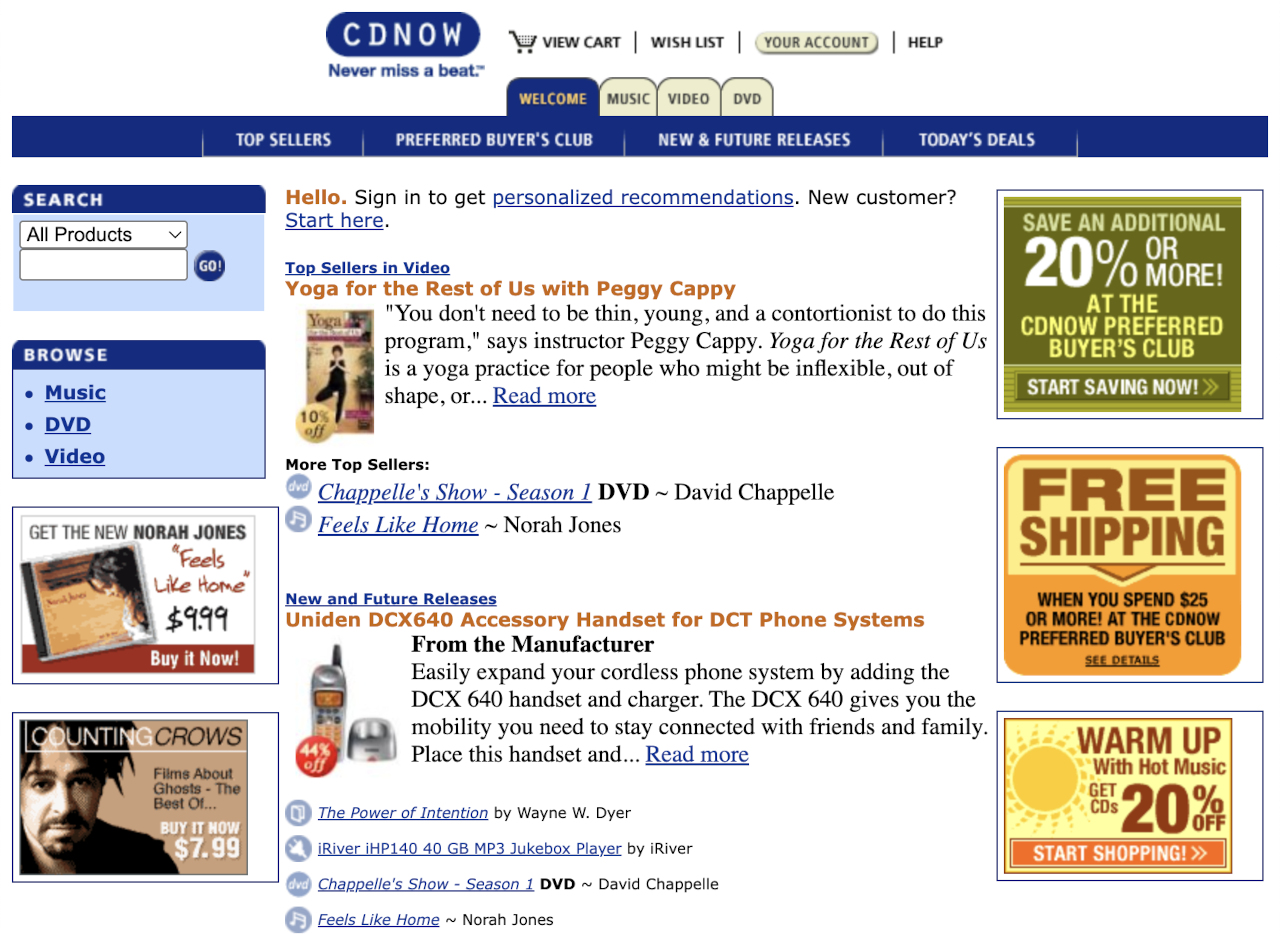 CDNOW
Never miss a beat.™
VIEW CART | WISH LIST | YOUR ACCOUNT | HELP
WELCOME MUSIC VIDEO DVD
TOP SELLERS PREFERRED BUYER'S CLUB NEW & FUTURE RELEASES TODAY'S DEALS
SEARCH
All Products
GO!
BROWSE
• Music
• DVD
• Video
GET THE NEW NORAH JONES
"Feels
Like Home"
$9.99
Buy it Now!
COUNTING CROWS
Films About
Ghosts - The
Best Of...
BUY IT NOW
$7.99
Hello. Sign in to get personalized recommendations. New customer?
Start here.
Top Sellers in Video
Yoga for the Rest of Us with Peggy Cappy
Yoga
10%
off
"You don't need to be thin, young, and a contortionist to do this
program," says instructor Peggy Cappy. Yoga for the Rest of Us
is a yoga practice for people who might be inflexible, out of
shape, or... Read more
More Top Sellers:
dvd Chappelle's Show - Season 1 DVD ~ David Chappelle
Feels Like Home ~ Norah Jones
New and Future Releases
Uniden DCX640 Accessory Handset for DCT Phone Systems
44%
off
From the Manufacturer
Easily expand your cordless phone system by adding the
DCX 640 handset and charger. The DCX 640 gives you the
mobility you need to stay connected with friends and family.
Place this handset and... Read more
The Power of Intention by Wayne W. Dyer
iRiver iHP140 40 GB MP3 Jukebox Player by iRiver
dvd Chappelle's Show - Season 1 DVD ~ David Chappelle
Feels Like Home ~ Norah Jones
SAVE AN ADDITIONAL
20% OR
MORE!
AT THE
CDNOW PREFERRED
BUYER'S CLUB
START SAVING NOW! >>
FREE
SHIPPING
WHEN YOU SPEND $25
OR MORE! AT THE CDNOW
PREFERRED BUYER'S CLUB
SEE DETAILS
WARM UP
With Hot Music
GET
CDs 20% OFF
START SHOPPING! >>